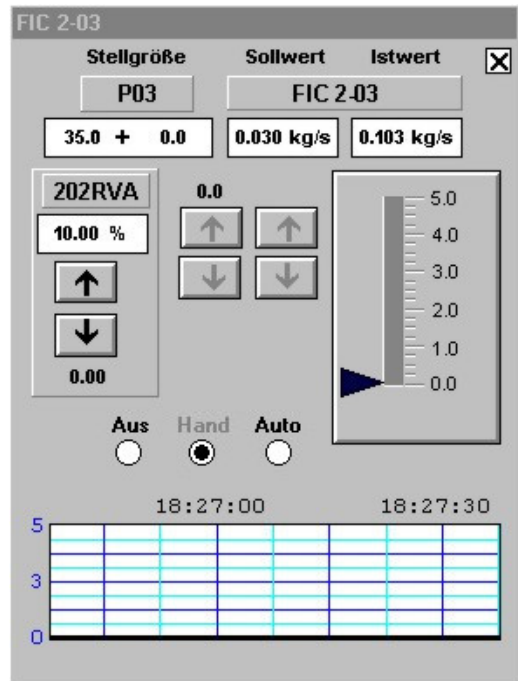 FIC 2-03
Stellgröße Sollwert Istwert
P03 FIC 2-03
35.0 + 0.0 0.030 kg/s 0.103 kg/s
202RVA 0.0
10.00 %
0.00
5.0
4.0
3.0
2.0
1.0
0.0
Aus Hand Auto
18:27:00 18:27:30
5
3
0